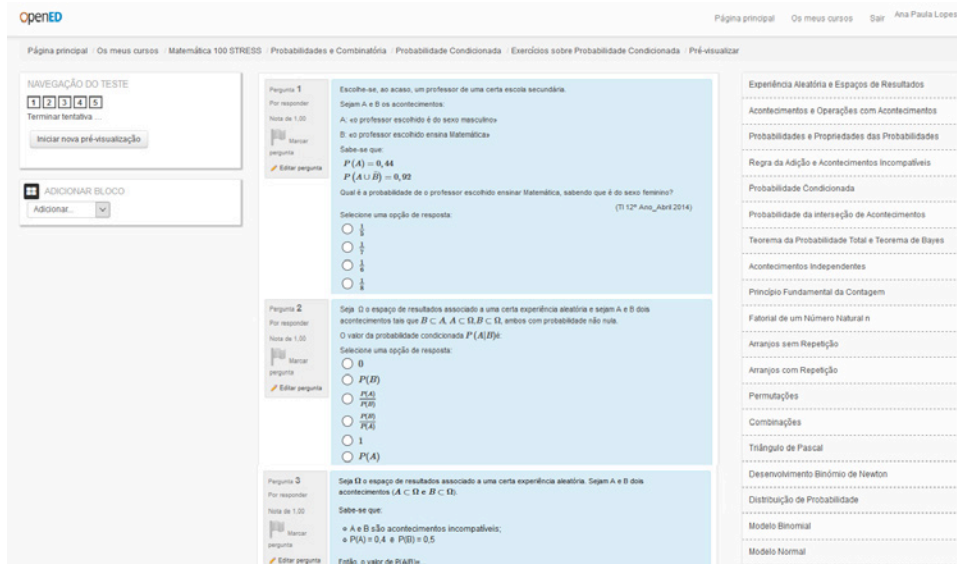 OpenED
Página principal Os meus cursos Sair Ana Paula Lopes
Página principal / Os meus cursos / Matemática 100 STRESS / Probabilidades e Combinatória / Probabilidade Condicionada / Exercícios sobre Probabilidade Condicionada / Pré-visualizar
NAVEGAÇÃO DO TESTE
1 2 3 4 5
Terminar tentativa ...
Iniciar nova pré-visualização
ADICIONAR BLOCO
Adicionar...
Pergunta 1
Por responder
Nota de 1,00
Marcar
pergunta
Editar pergunta
Escolhe-se, ao acaso, um professor de uma certa escola secundária.
Sejam A e B os acontecimentos:
A: «o professor escolhido é do sexo masculino»
B: «o professor escolhido ensina Matemática»
Sabe-se que:
P(A) = 0,44
P(A ∪ B̄) = 0,92
Qual é a probabilidade de o professor escolhido ensinar Matemática, sabendo que é do sexo feminino?
(TI 12º Ano_Abril 2014)
Selecione uma opção de resposta:
1/7
1/6
Pergunta 2
Por responder
Nota de 1,00
Marcar
pergunta
Editar pergunta
Seja Ω o espaço de resultados associado a uma certa experiência aleatória e sejam A e B dois
acontecimentos tais que B ⊂ A, A ⊂ Ω, B ⊂ Ω, ambos com probabilidade não nula.
O valor da probabilidade condicionada P(A|B) é:
Selecione uma opção de resposta:
0
P(B)
P(A)/P(B)
P(B)/P(A)
1
P(A)
Pergunta 3
Por responder
Nota de 1,00
Marcar
pergunta
Editar pergunta
Seja Ω o espaço de resultados associado a uma certa experiência aleatória. Sejam A e B dois
acontecimentos (A ⊂ Ω e B ⊂ Ω).
Sabe-se que:
A e B são acontecimentos incompatíveis;
P(A) = 0,4 e P(B) = 0,5
Então, o valor de P(A|B)é
Experiência Aleatória e Espaços de Resultados
Acontecimentos e Operações com Acontecimentos
Probabilidades e Propriedades das Probabilidades
Regra da Adição e Acontecimentos Incompatíveis
Probabilidade Condicionada
Probabilidade da interseção de Acontecimentos
Teorema da Probabilidade Total e Teorema de Bayes
Acontecimentos Independentes
Princípio Fundamental da Contagem
Fatorial de um Número Natural n
Arranjos sem Repetição
Arranjos com Repetição
Permutações
Combinações
Triângulo de Pascal
Desenvolvimento Binómio de Newton
Distribuição de Probabilidade
Modelo Binomial
Modelo Normal